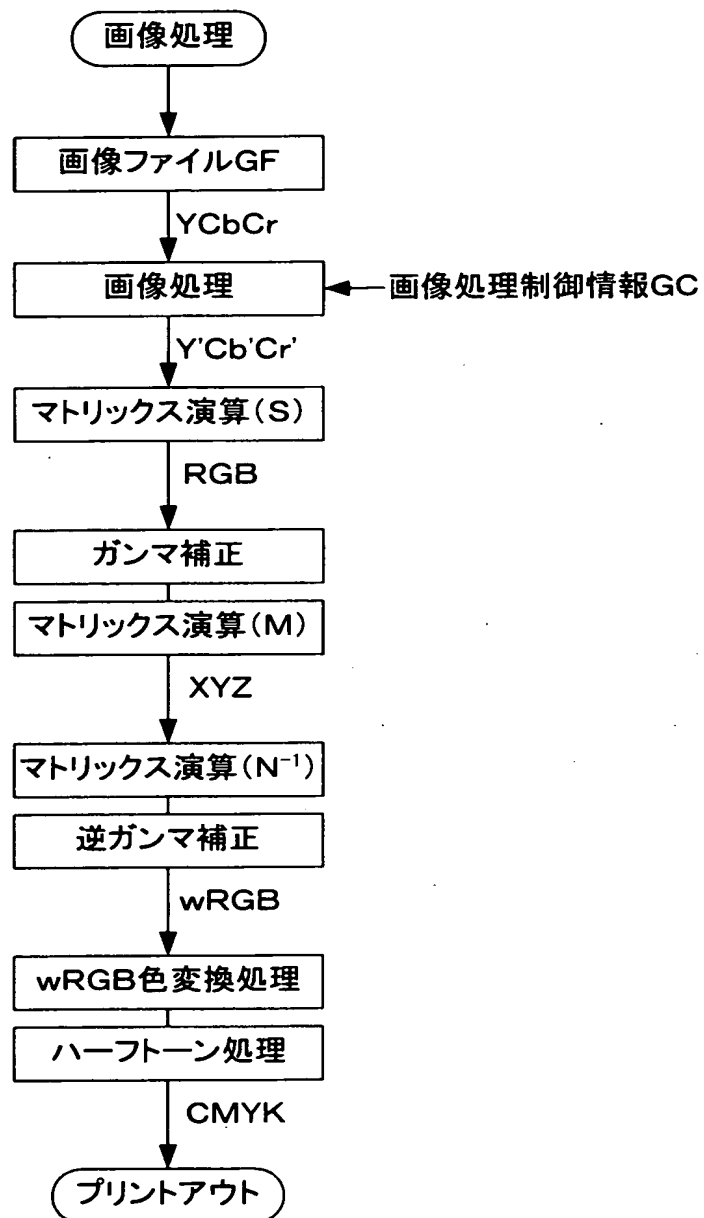 画像処理
画像ファイルGF
YCbCr
画像処理
画像処理制御情報GC
Y'Cb'Cr'
マトリックス演算(S)
RGB
ガンマ補正
マトリックス演算(M)
XYZ
マトリックス演算(N⁻¹)
逆ガンマ補正
wRGB
wRGB色変換処理
ハーフトーン処理
CMYK
プリントアウト